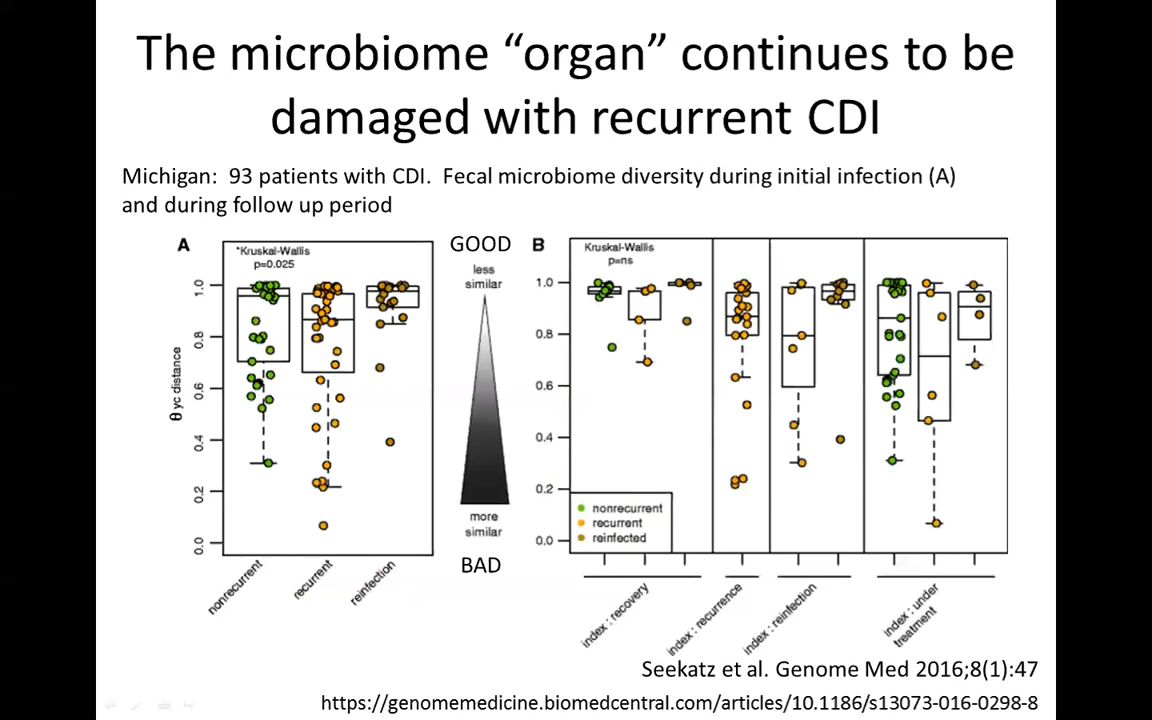 The microbiome “organ” continues to be
damaged with recurrent CDI
Michigan:  93 patients with CDI.  Fecal microbiome diversity during initial infection (A)
and during follow up period
A
*Kruskal-Wallis
p=0.025
θ yc distance
1.0
0.8
0.6
0.4
0.2
0.0
nonrecurrent
recurrent
reinfection
GOOD
less
similar
more
similar
BAD
B
Kruskal-Wallis
p=ns
1.0
0.8
0.6
0.4
0.2
0.0
nonrecurrent
recurrent
reinfected
index : recovery
index : recurrence
index : reinfection
index : under
treatment
Seekatz et al. Genome Med 2016;8(1):47
https://genomemedicine.biomedcentral.com/articles/10.1186/s13073-016-0298-8